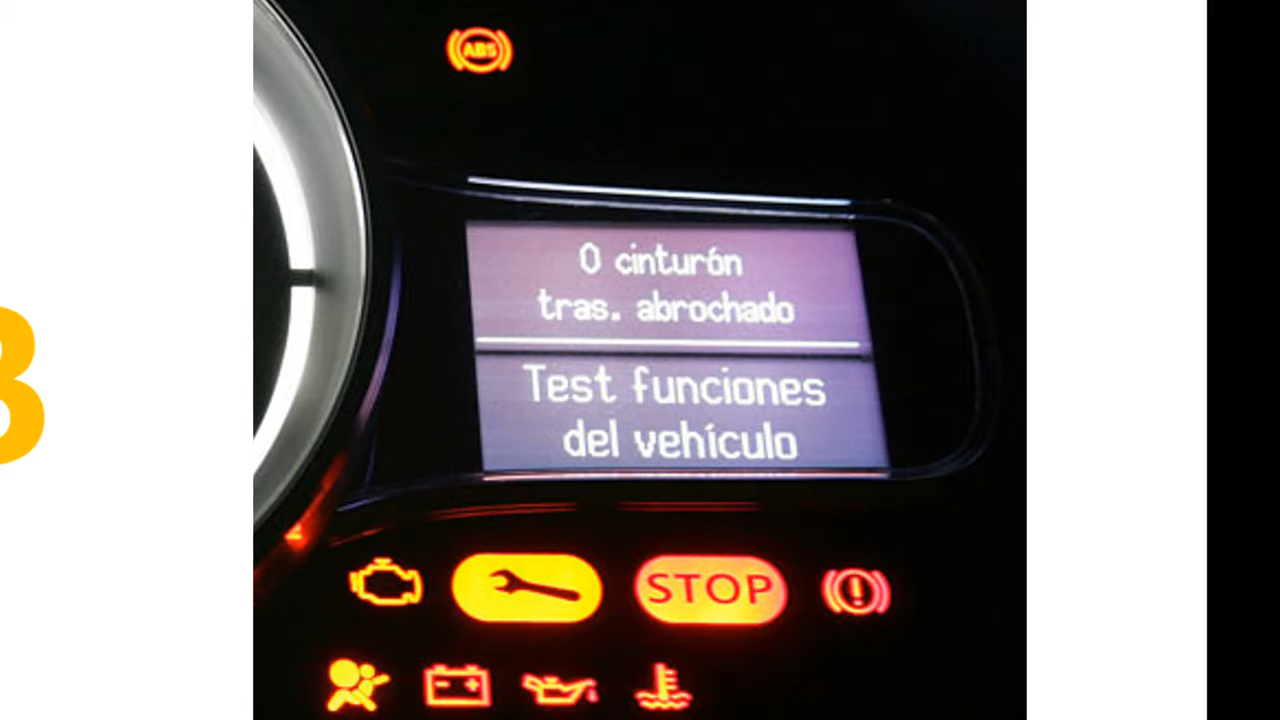 ABS
0 cinturón
tras. abrochado
Test funciones
del vehículo
STOP